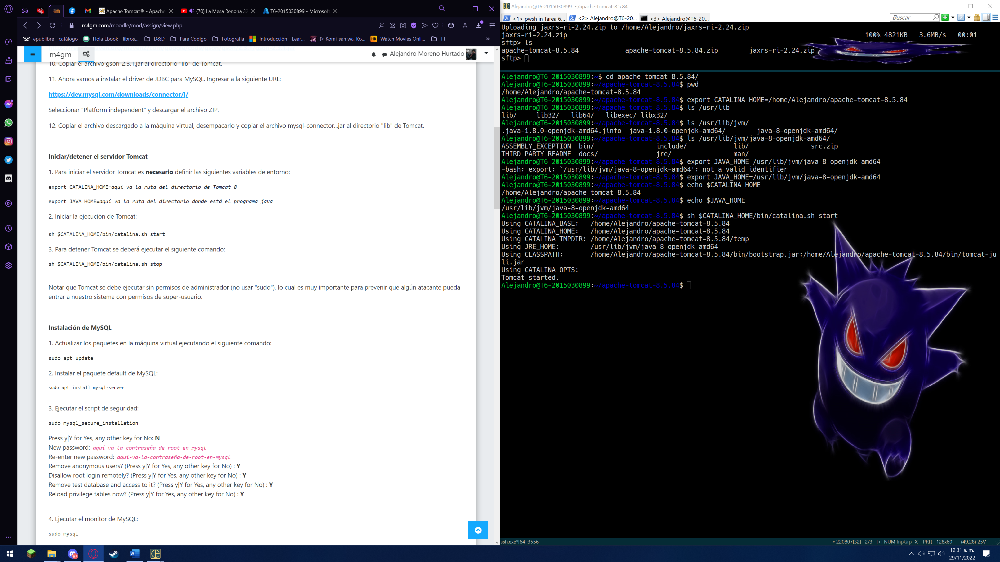 Apache Tomcat® - Apache
(70) La Mesa Reñoña 32
T6-2015030899 - Microsoft
m4gm.com/moodle/mod/assign/view.php
epublibre - catálogo
Hola Ebook - libros...
D&D
Para Codigo
Fotografia
Introducción - Lear...
▷ Komi-san wa, Ko...
HD
Watch Movies Onli...
TT
»
m4gm
Alejandro Moreno Hurtado
10. Copiar el archivo gson-2.3.1.jar al directorio "lib" de Tomcat.
11. Ahora vamos a instalar el driver de JDBC para MySQL. Ingresar a la siguiente URL:
https://dev.mysql.com/downloads/connector/j/
Seleccionar “Platform independent" y descargar el archivo ZIP.
12. Copiar el archivo descargado a la máquina virtual, desempacarlo y copiar el archivo mysql-connector...jar al directorio "lib" de Tomcat.
Iniciar/detener el servidor Tomcat
1. Para iniciar el servidor Tomcat es necesario definir las siguientes variables de entorno:
export CATALINA_HOME=aquí va la ruta del directorio de Tomcat 8
export JAVA_HOME=aquí va la ruta del directorio donde está el programa java
2. Iniciar la ejecución de Tomcat:
sh $CATALINA_HOME/bin/catalina.sh start
3. Para detener Tomcat se deberá ejecutar el siguiente comando:
sh $CATALINA_HOME/bin/catalina.sh stop
Notar que Tomcat se debe ejecutar sin permisos de administrador (no usar "sudo"), lo cual es muy importante para prevenir que algún atacante pueda
entrar a nuestro sistema con permisos de super-usuario.
Instalación de MySQL
1. Actualizar los paquetes en la máquina virtual ejecutando el siguiente comando:
sudo apt update
2. Instalar el paquete default de MySQL:
sudo apt install mysql-server
3. Ejecutar el script de seguridad:
sudo mysql_secure_installation
Press y|Y for Yes, any other key for No: N
New password: aquí-va-la-contraseña-de-root-en-mysql
Re-enter new password: aquí-va-la-contraseña-de-root-en-mysql
Remove anonymous users? (Press y|Y for Yes, any other key for No) : Y
Disallow root login remotely? (Press y|Y for Yes, any other key for No) : Y
Remove test database and access to it? (Press y|Y for Yes, any other key for No) : Y
Reload privilege tables now? (Press y|Y for Yes, any other key for No) : Y
4. Ejecutar el monitor de MySQL:
sudo mysql
Alejandro@T6-2015030899: ~/apache-tomcat-8.5.84
<1> pwsh in Tarea 6...
<2> Alejandro@T6-20...
<3> Alejandro@T6-20...
Buscar
Uploading jaxrs-ri-2.24.zip to /home/Alejandro/jaxrs-ri-2.24.zip
jaxrs-ri-2.24.zip 100% 4821KB 3.6MB/s 00:01
sftp> ls
apache-tomcat-8.5.84 apache-tomcat-8.5.84.zip jaxrs-ri-2.24.zip
sftp>
Alejandro@T6-2015030899:~$ cd apache-tomcat-8.5.84/
Alejandro@T6-2015030899:~/apache-tomcat-8.5.84$ pwd
/home/Alejandro/apache-tomcat-8.5.84
Alejandro@T6-2015030899:~/apache-tomcat-8.5.84$ export CATALINA_HOME=/home/Alejandro/apache-tomcat-8.5.84
Alejandro@T6-2015030899:~/apache-tomcat-8.5.84$ ls /usr/lib
lib/ lib32/ lib64/ libexec/ libx32/
Alejandro@T6-2015030899:~/apache-tomcat-8.5.84$ ls /usr/lib/jvm/
.java-1.8.0-openjdk-amd64.jinfo java-1.8.0-openjdk-amd64/ java-8-openjdk-amd64/
Alejandro@T6-2015030899:~/apache-tomcat-8.5.84$ ls /usr/lib/jvm/java-8-openjdk-amd64/
ASSEMBLY_EXCEPTION bin/ include/ lib/ src.zip
THIRD_PARTY_README docs/ jre/ man/
Alejandro@T6-2015030899:~/apache-tomcat-8.5.84$ export JAVA_HOME /usr/lib/jvm/java-8-openjdk-amd64
-bash: export: `/usr/lib/jvm/java-8-openjdk-amd64': not a valid identifier
Alejandro@T6-2015030899:~/apache-tomcat-8.5.84$ export JAVA_HOME=/usr/lib/jvm/java-8-openjdk-amd64
Alejandro@T6-2015030899:~/apache-tomcat-8.5.84$ echo $CATALINA_HOME
/home/Alejandro/apache-tomcat-8.5.84
Alejandro@T6-2015030899:~/apache-tomcat-8.5.84$ echo $JAVA_HOME
/usr/lib/jvm/java-8-openjdk-amd64
Alejandro@T6-2015030899:~/apache-tomcat-8.5.84$ sh $CATALINA_HOME/bin/catalina.sh start
Using CATALINA_BASE: /home/Alejandro/apache-tomcat-8.5.84
Using CATALINA_HOME: /home/Alejandro/apache-tomcat-8.5.84
Using CATALINA_TMPDIR: /home/Alejandro/apache-tomcat-8.5.84/temp
Using JRE_HOME: /usr/lib/jvm/java-8-openjdk-amd64
Using CLASSPATH: /home/Alejandro/apache-tomcat-8.5.84/bin/bootstrap.jar:/home/Alejandro/apache-tomcat-8.5.84/bin/tomcat-ju
li.jar
Using CATALINA_OPTS:
Tomcat started.
Alejandro@T6-2015030899:~/apache-tomcat-8.5.84$
ssh.exe*[64]:3556
« 220807[32] 2/3 [+] NUM InpGrp X PRI↕ 128x60 (49,28) 25V
9+
12:31 a. m.
29/11/2022